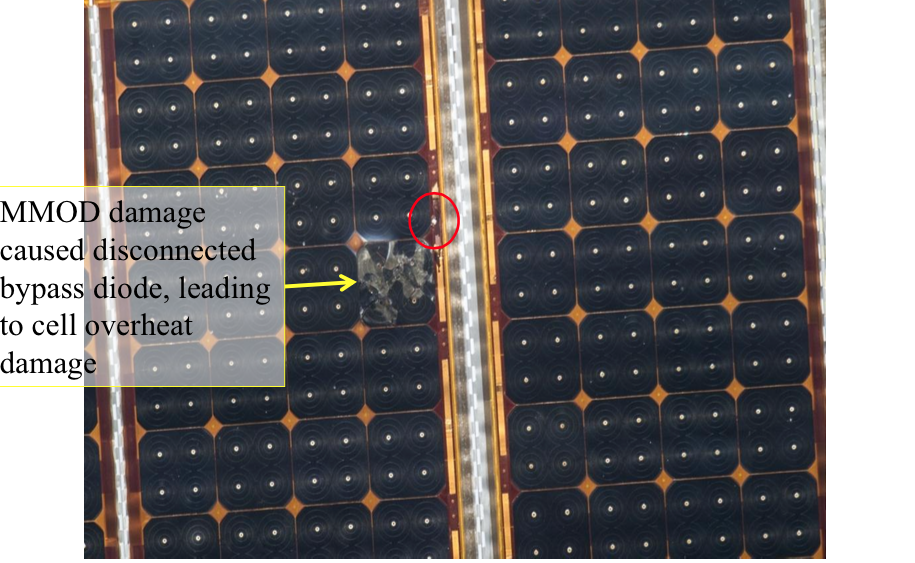 MMOD damage
caused disconnected
bypass diode, leading
to cell overheat
damage